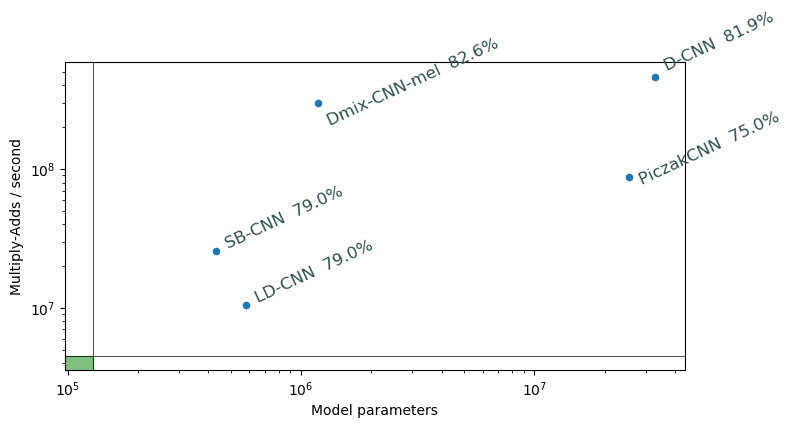 D-CNN 81.9%
Dmix-CNN-mel 82.6%
PiczakCNN 75.0%
SB-CNN 79.0%
LD-CNN 79.0%
Multiply-Adds / second
10^8
10^7
10^5 10^6 10^7
Model parameters